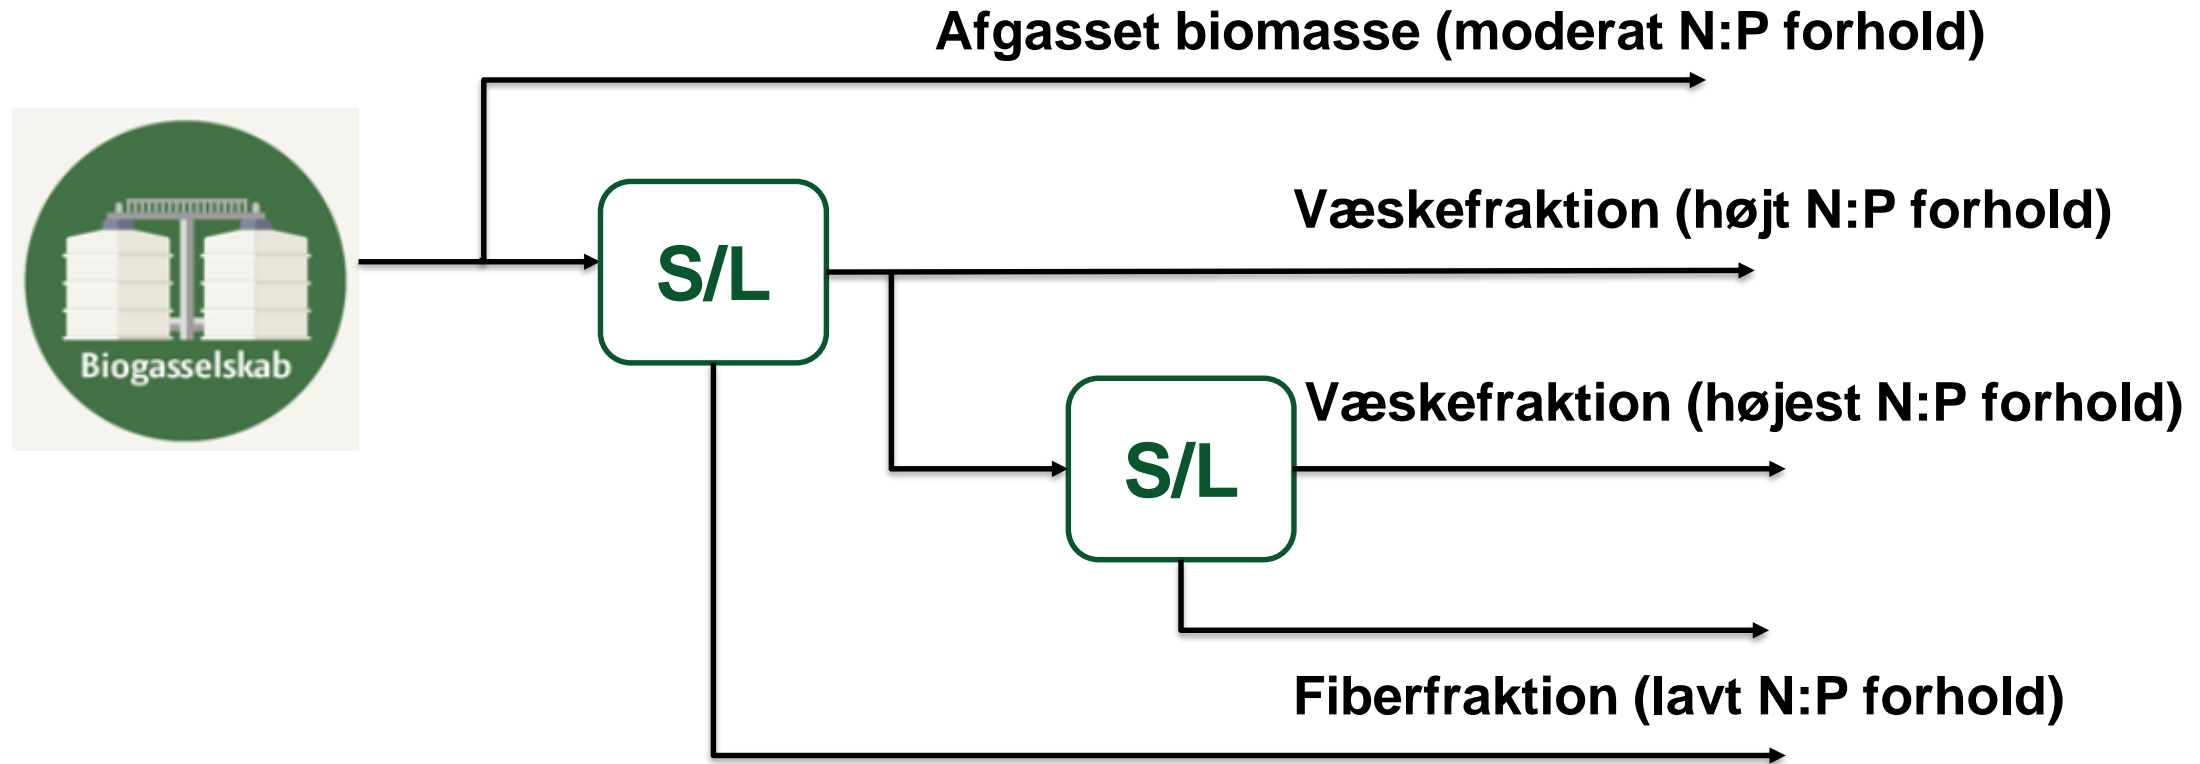 Afgasset biomasse (moderat N:P forhold)
Væskefraktion (højt N:P forhold)
S/L
Biogasselskab
Væskefraktion (højest N:P forhold)
S/L
Fiberfraktion (lavt N:P forhold)